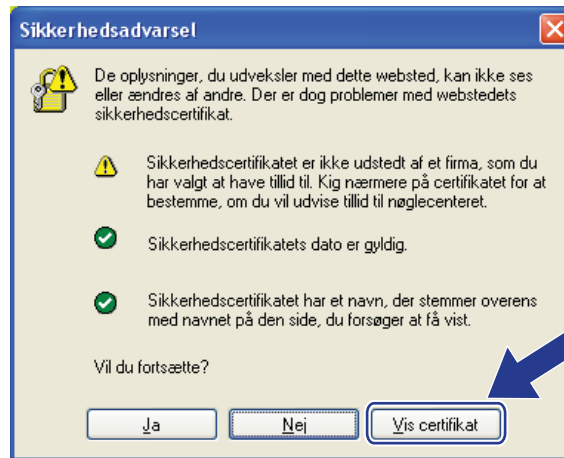 Sikkerhedsadvarsel
De oplysninger, du udveksler med dette websted, kan ikke ses
eller ændres af andre. Der er dog problemer med webstedets
sikkerhedscertifikat.
Sikkerhedscertifikatet er ikke udstedt af et firma, som du
har valgt at have tillid til. Kig nærmere på certifikatet for at
bestemme, om du vil udvise tillid til nøglecenteret.
Sikkerhedscertifikatets dato er gyldig.
Sikkerhedscertifikatet har et navn, der stemmer overens
med navnet på den side, du forsøger at få vist.
Vil du fortsætte?
Ja Nej Vis certifikat